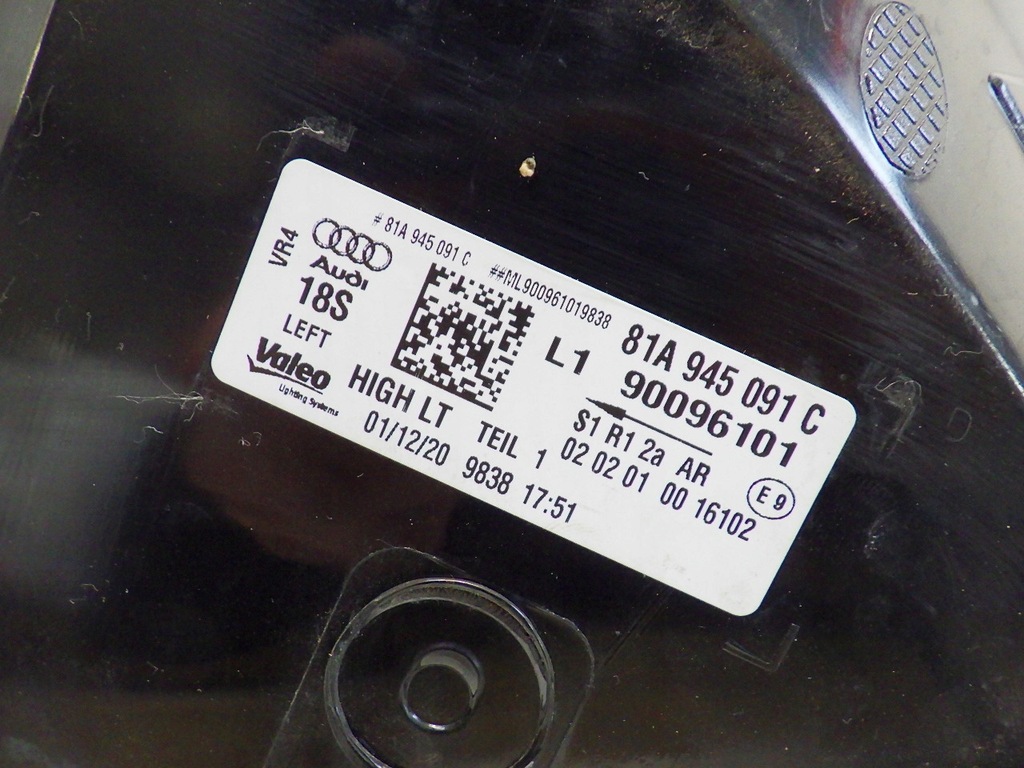 # 81A 945 091 C ##ML900961019838
VR4
Audi
18S
LEFT
Valeo
Lighting Systems
HIGH LT TEIL 1
01/12/20 9838 17:51
L1
81A 945 091 C
90096101
S1 R1 2a AR
02 02 01 00 16102
E 9